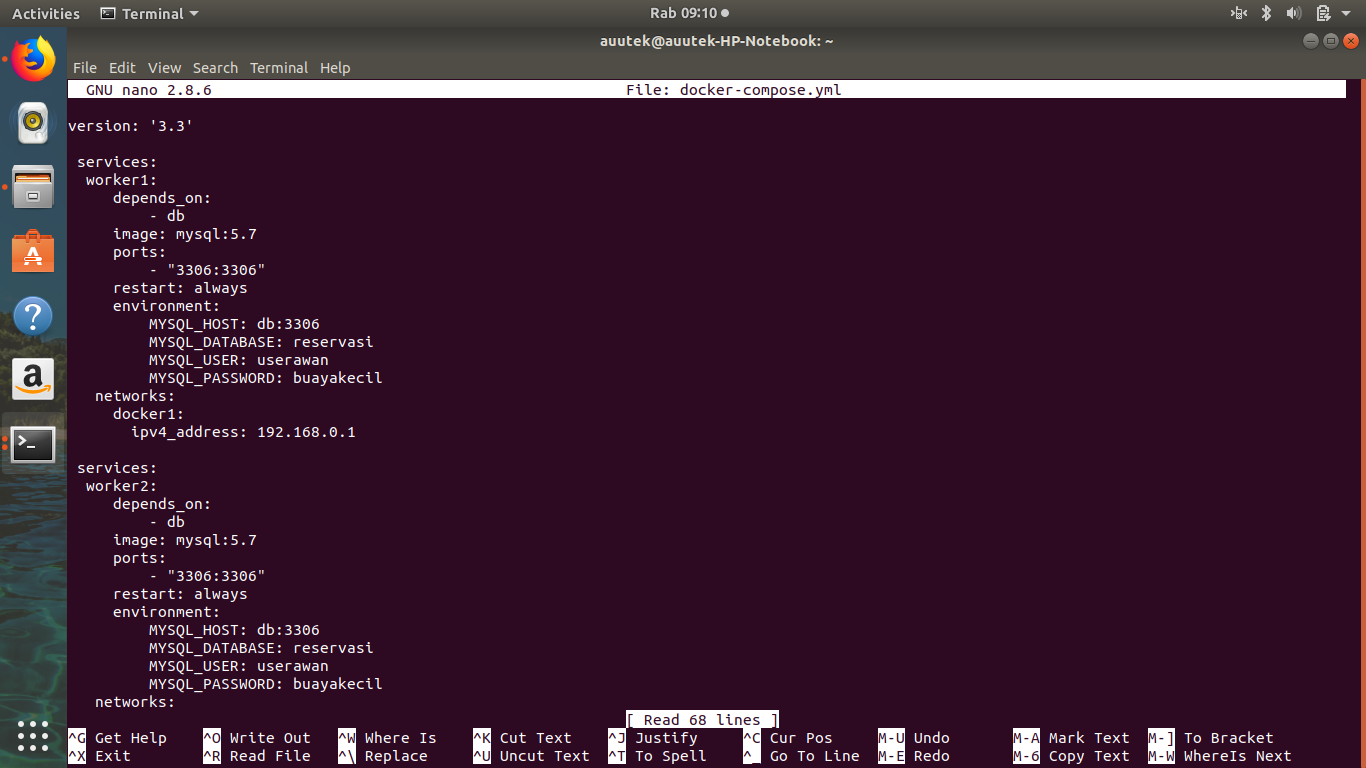 Activities Terminal Rab 09:10
auutek@auutek-HP-Notebook: ~
File Edit View Search Terminal Help
GNU nano 2.8.6 File: docker-compose.yml
version: '3.3'
services:
worker1:
depends_on:
- db
image: mysql:5.7
ports:
- "3306:3306"
restart: always
environment:
MYSQL_HOST: db:3306
MYSQL_DATABASE: reservasi
MYSQL_USER: userawan
MYSQL_PASSWORD: buayakecil
networks:
docker1:
ipv4_address: 192.168.0.1
services:
worker2:
depends_on:
- db
image: mysql:5.7
ports:
- "3306:3306"
restart: always
environment:
MYSQL_HOST: db:3306
MYSQL_DATABASE: reservasi
MYSQL_USER: userawan
MYSQL_PASSWORD: buayakecil
networks:
[ Read 68 lines ]
^G Get Help ^O Write Out ^W Where Is ^K Cut Text ^J Justify ^C Cur Pos M-U Undo M-A Mark Text M-] To Bracket
^X Exit ^R Read File ^\ Replace ^U Uncut Text ^T To Spell ^_ Go To Line M-E Redo M-6 Copy Text M-W WhereIs Next